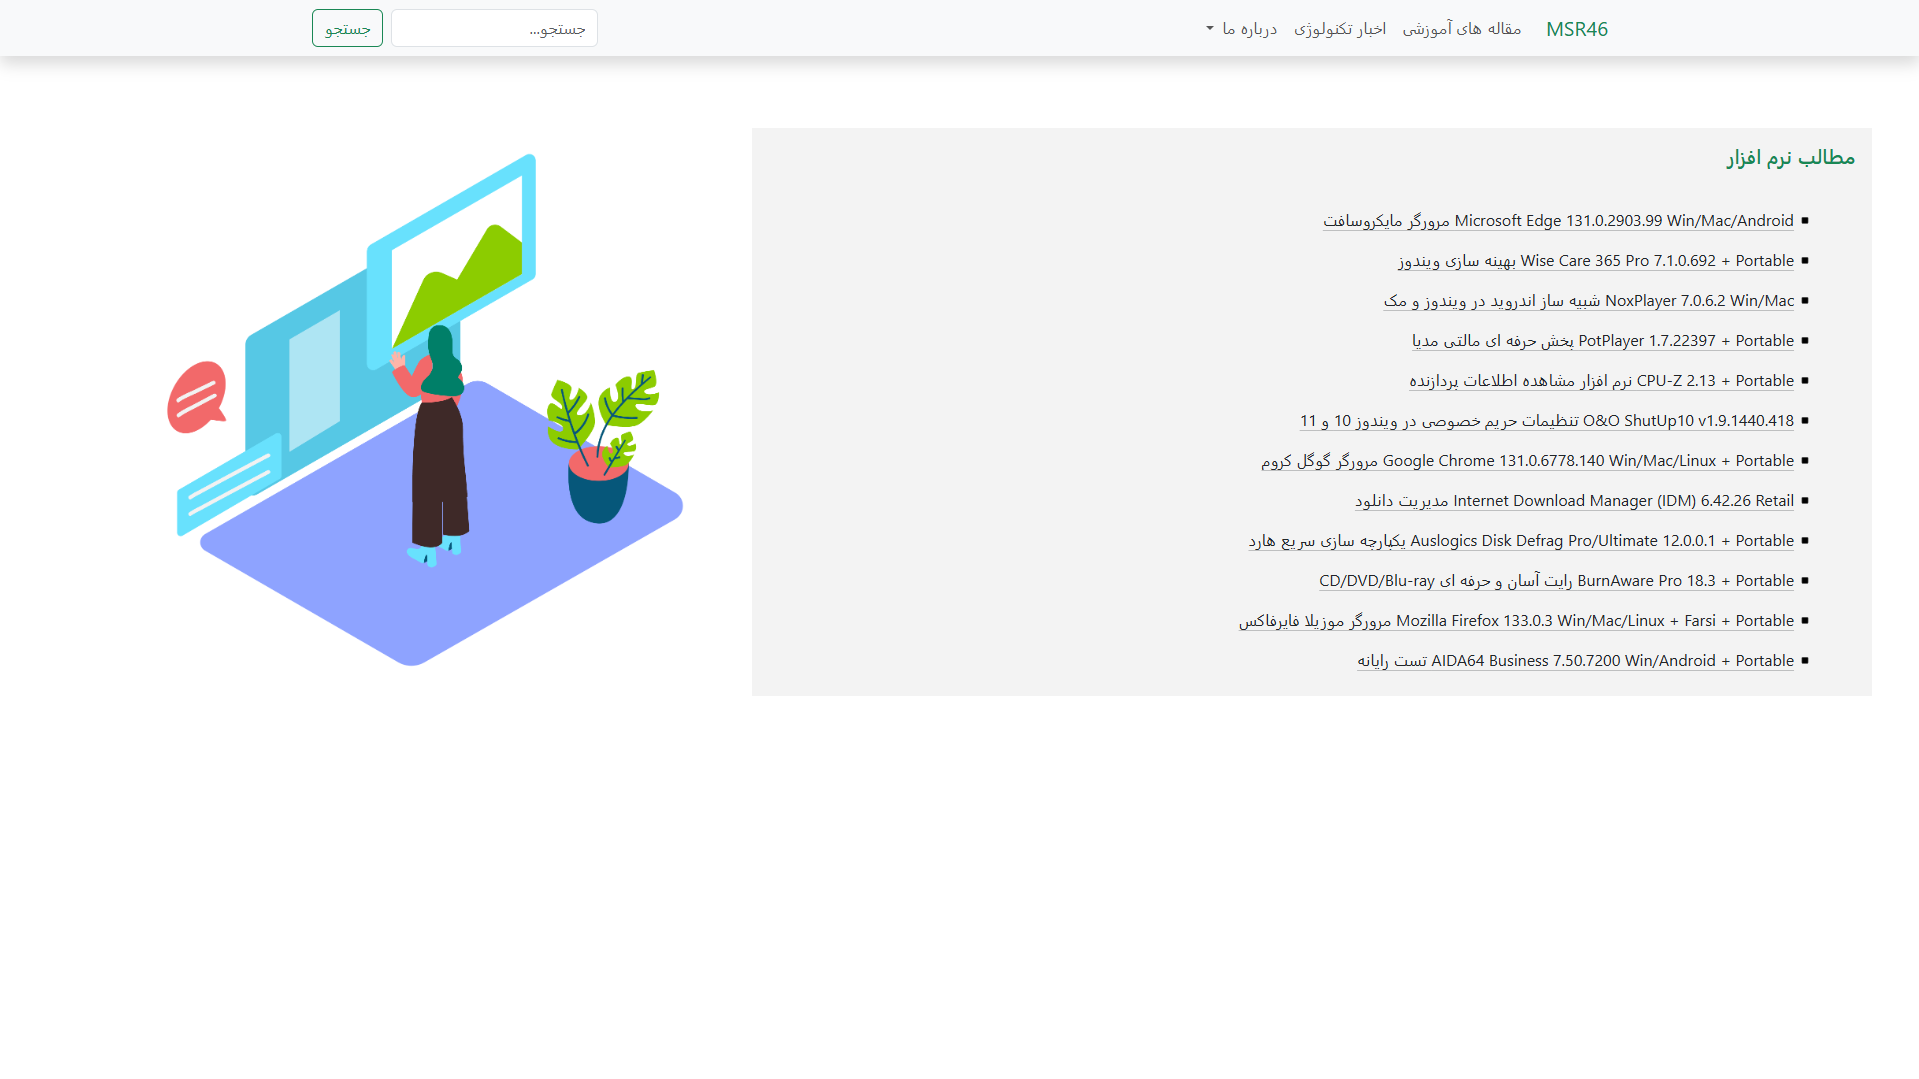 MSR46
مقاله های آموزشی
اخبار تکنولوژی
درباره ما
جستجو...
جستجو
مطالب نرم افزار
Microsoft Edge 131.0.2903.99 Win/Mac/Android مرورگر مایکروسافت
Wise Care 365 Pro 7.1.0.692 + Portable بهینه سازی ویندوز
NoxPlayer 7.0.6.2 Win/Mac شبیه ساز اندروید در ویندوز و مک
PotPlayer 1.7.22397 + Portable پخش حرفه ای مالتی مدیا
CPU-Z 2.13 + Portable نرم افزار مشاهده اطلاعات پردازنده
O&O ShutUp10 v1.9.1440.418 تنظیمات حریم خصوصی در ویندوز 10 و 11
Google Chrome 131.0.6778.140 Win/Mac/Linux + Portable مرورگر گوگل کروم
Internet Download Manager (IDM) 6.42.26 Retail مدیریت دانلود
Auslogics Disk Defrag Pro/Ultimate 12.0.0.1 + Portable یکپارچه سازی سریع هارد
BurnAware Pro 18.3 + Portable رایت آسان و حرفه ای CD/DVD/Blu-ray
Mozilla Firefox 133.0.3 Win/Mac/Linux + Farsi + Portable مرورگر موزیلا فایرفاکس
AIDA64 Business 7.50.7200 Win/Android + Portable تست رایانه